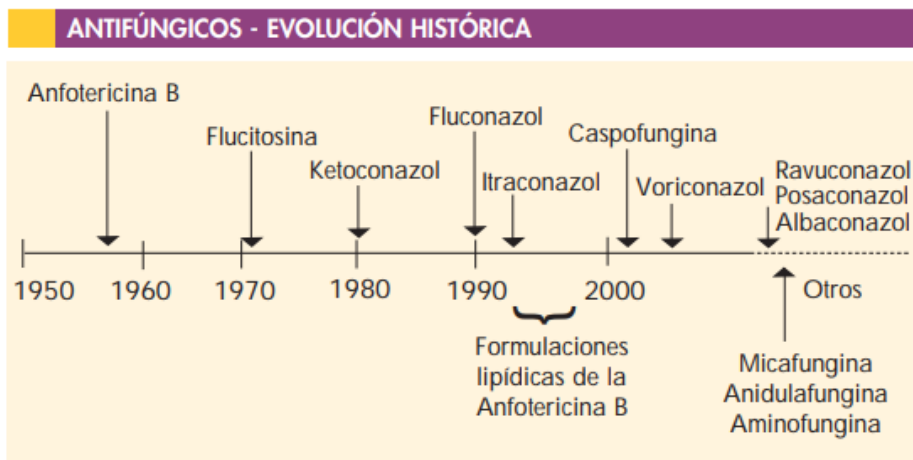 ANTIFÚNGICOS - EVOLUCIÓN HISTÓRICA
Anfotericina B
Flucitosina
Ketoconazol
Fluconazol
Itraconazol
Caspofungina
Voriconazol
Ravuconazol
Posaconazol
Albaconazol
1950 1960 1970 1980 1990 2000
Otros
Formulaciones
lipídicas de la
Anfotericina B
Micafungina
Anidulafungina
Aminofungina